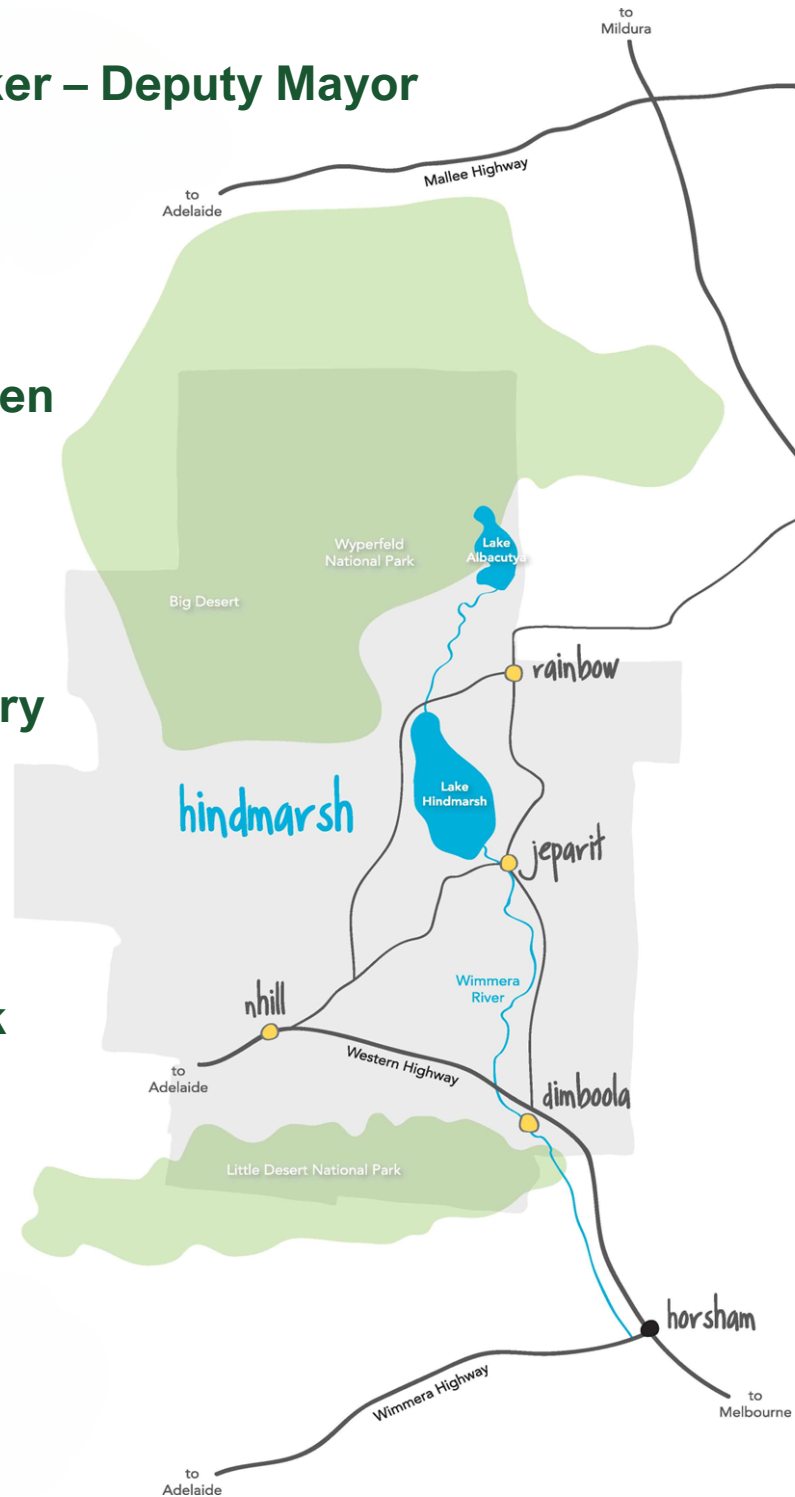 to
Mildura
ker – Deputy Mayor
Mallee Highway
to
Adelaide
en
Wyperfeld
National Park
Lake
Albacutya
Big Desert
rainbow
ry
hindmarsh
Lake
Hindmarsh
jeparit
Wimmera
River
nhill
k
Western Highway
to
Adelaide
dimboola
Little Desert National Park
horsham
Wimmera Highway
to
Melbourne
to
Adelaide